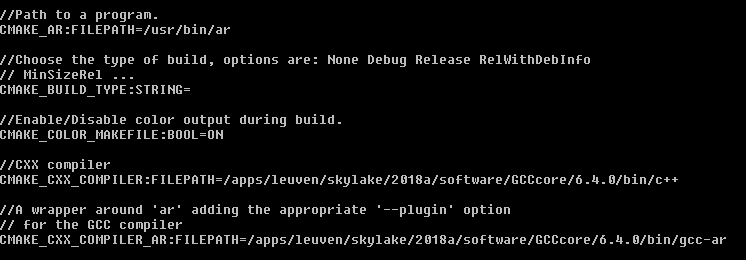 //Path to a program.
CMAKE_AR:FILEPATH=/usr/bin/ar
//Choose the type of build, options are: None Debug Release RelWithDebInfo
// MinSizeRel ...
CMAKE_BUILD_TYPE:STRING=
//Enable/Disable color output during build.
CMAKE_COLOR_MAKEFILE:BOOL=ON
//CXX compiler
CMAKE_CXX_COMPILER:FILEPATH=/apps/leuven/skylake/2018a/software/GCCcore/6.4.0/bin/c++
//A wrapper around 'ar' adding the appropriate '--plugin' option
// for the GCC compiler
CMAKE_CXX_COMPILER_AR:FILEPATH=/apps/leuven/skylake/2018a/software/GCCcore/6.4.0/bin/gcc-ar